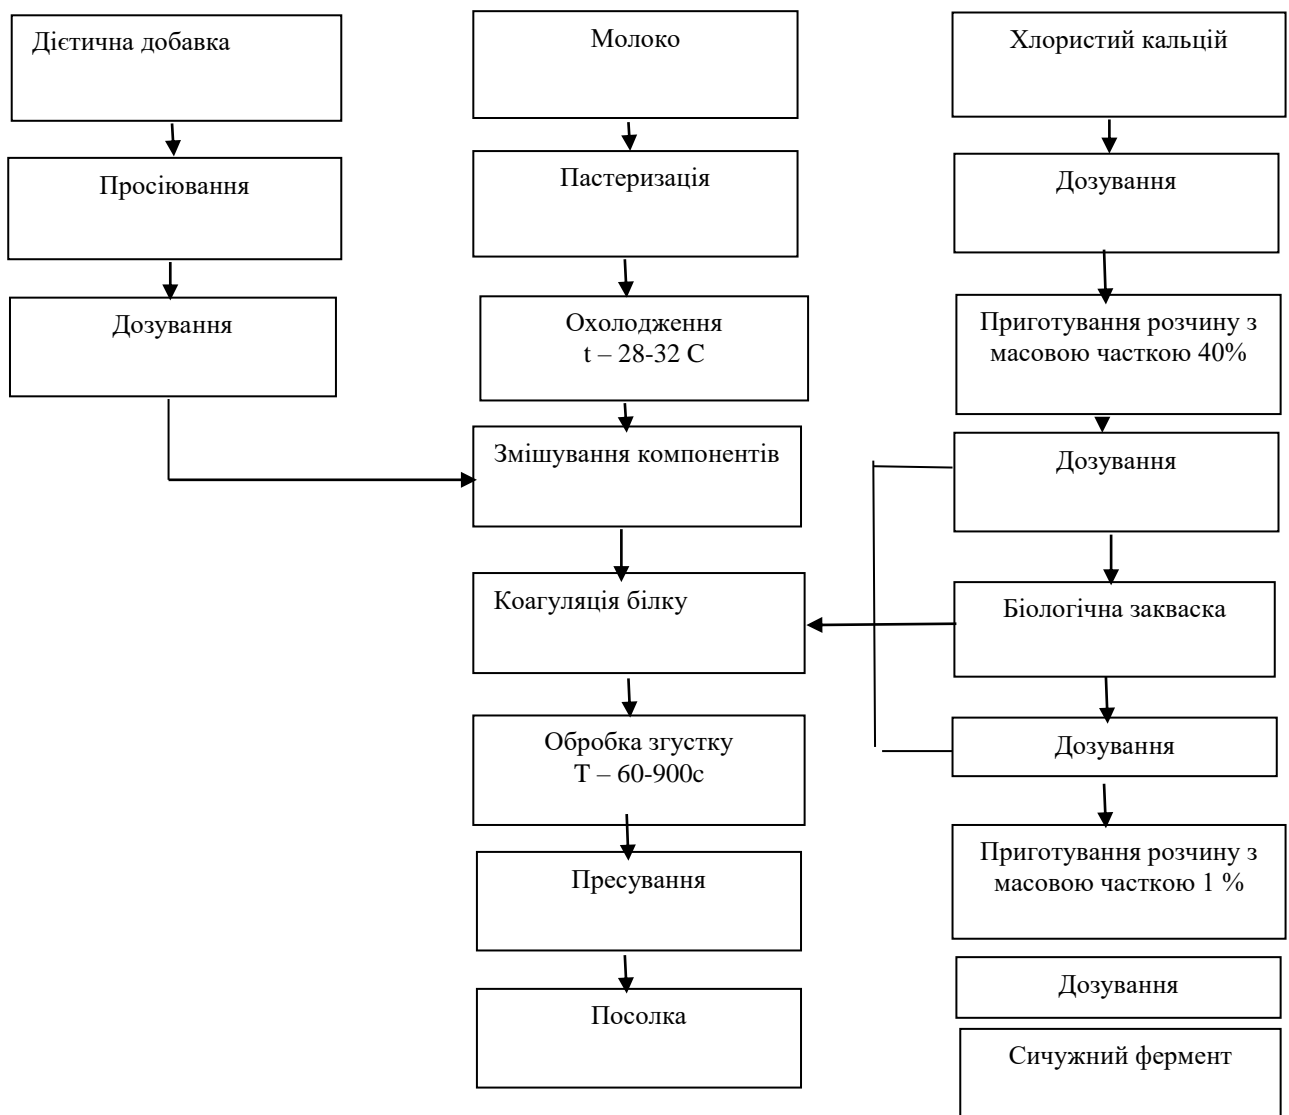 Дієтична добавка
Молоко
Хлористий кальцій
Просіювання
Пастеризація
Дозування
Дозування
Охолодження
t – 28-32 С
Приготування розчину з
масовою часткою 40%
Змішування компонентів
Дозування
Коагуляція білку
Біологічна закваска
Обробка згустку
Т – 60-900с
Дозування
Пресування
Приготування розчину з
масовою часткою 1 %
Посолка
Дозування
Сичужний фермент